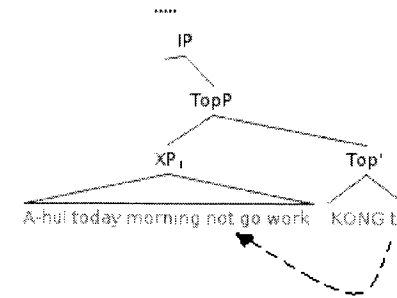 .....
IP
TopP
XP₁ Top'
A-hui today morning not go work KONG t